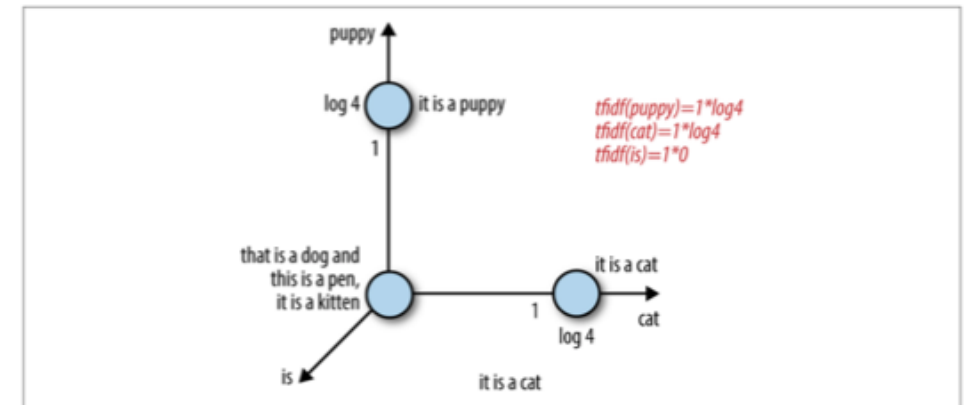 puppy
log 4
it is a puppy
1
tfidf(puppy)=1*log4
tfidf(cat)=1*log4
tfidf(is)=1*0
that is a dog and
this is a pen,
it is a kitten
it is a cat
1
cat
log 4
is
it is a cat